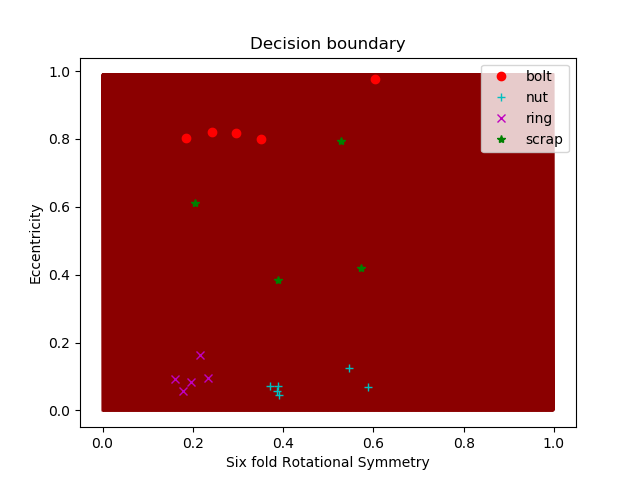 Decision boundary
bolt
nut
ring
scrap
1.0
0.8
0.6
0.4
0.2
0.0
Eccentricity
0.0 0.2 0.4 0.6 0.8 1.0
Six fold Rotational Symmetry